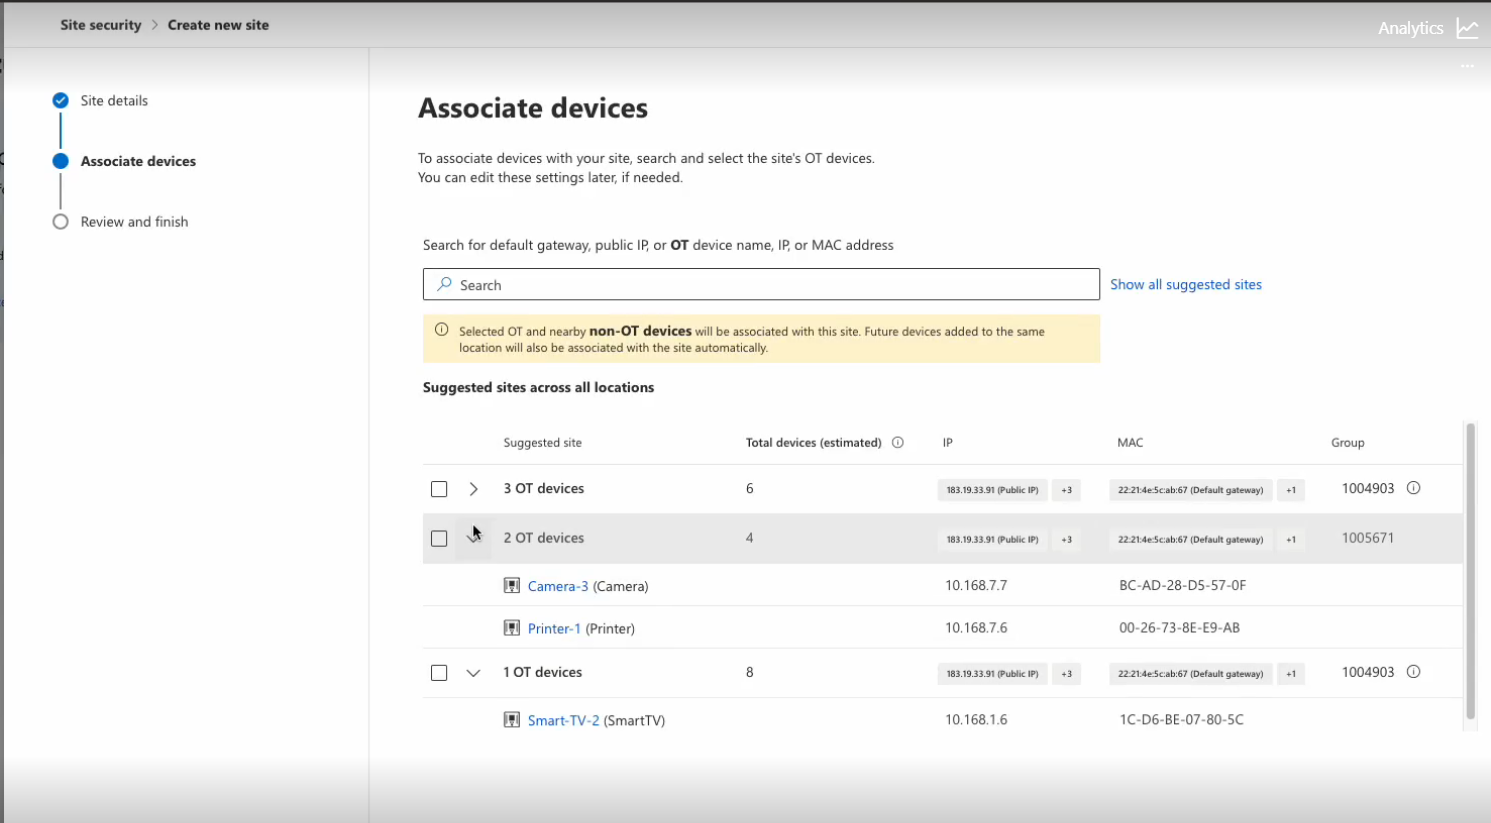 Site security > Create new site
Analytics
Site details
Associate devices
Review and finish
Associate devices
To associate devices with your site, search and select the site's OT devices.
You can edit these settings later, if needed.
Search for default gateway, public IP, or OT device name, IP, or MAC address
Search
Show all suggested sites
Selected OT and nearby non-OT devices will be associated with this site. Future devices added to the same
location will also be associated with the site automatically.
Suggested sites across all locations
Suggested site Total devices (estimated) IP MAC Group
3 OT devices 6 183.19.33.91 (Public IP) +3 22:21:4e:5c:ab:67 (Default gateway) +1 1004903
2 OT devices 4 183.19.33.91 (Public IP) +3 22:21:4e:5c:ab:67 (Default gateway) +1 1005671
Camera-3 (Camera) 10.168.7.7 BC-AD-28-D5-57-0F
Printer-1 (Printer) 10.168.7.6 00-26-73-8E-E9-AB
1 OT devices 8 183.19.33.91 (Public IP) +3 22:21:4e:5c:ab:67 (Default gateway) +1 1004903
Smart-TV-2 (SmartTV) 10.168.1.6 1C-D6-BE-07-80-5C